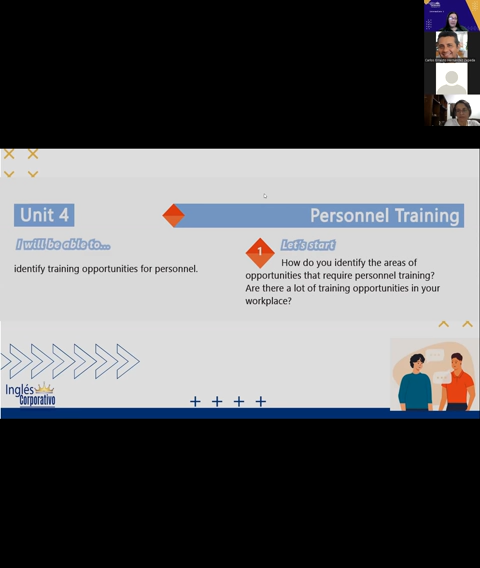 Unit 4
Personnel Training
I will be able to...
identify training opportunities for personnel.
1
Let's start
How do you identify the areas of
opportunities that require personnel training?
Are there a lot of training opportunities in your
workplace?
Inglés
Corporativo